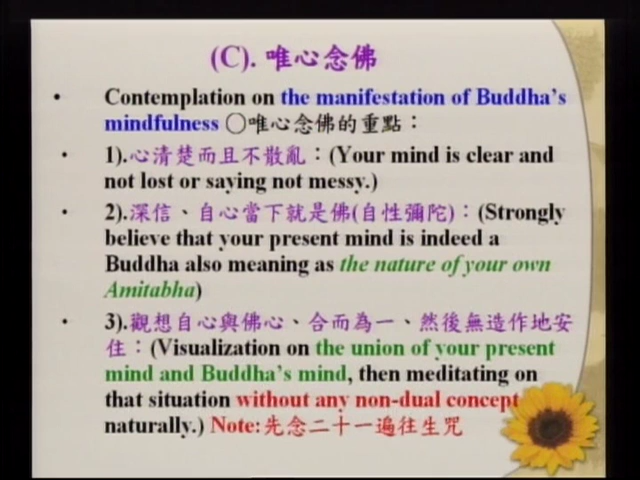 (C). 唯心念佛
• Contemplation on the manifestation of Buddha's
mindfulness 〇唯心念佛的重點：
• 1).心清楚而且不散亂：(Your mind is clear and
not lost or saying not messy.)
• 2).深信、自心當下就是佛(自性彌陀)：(Strongly
believe that your present mind is indeed a
Buddha also meaning as the nature of your own
Amitabha)
• 3).觀想自心與佛心、合而為一、然後無造作地安
住：(Visualization on the union of your present
mind and Buddha's mind, then meditating on
that situation without any non-dual concept
naturally.) Note:先念二十一遍往生咒